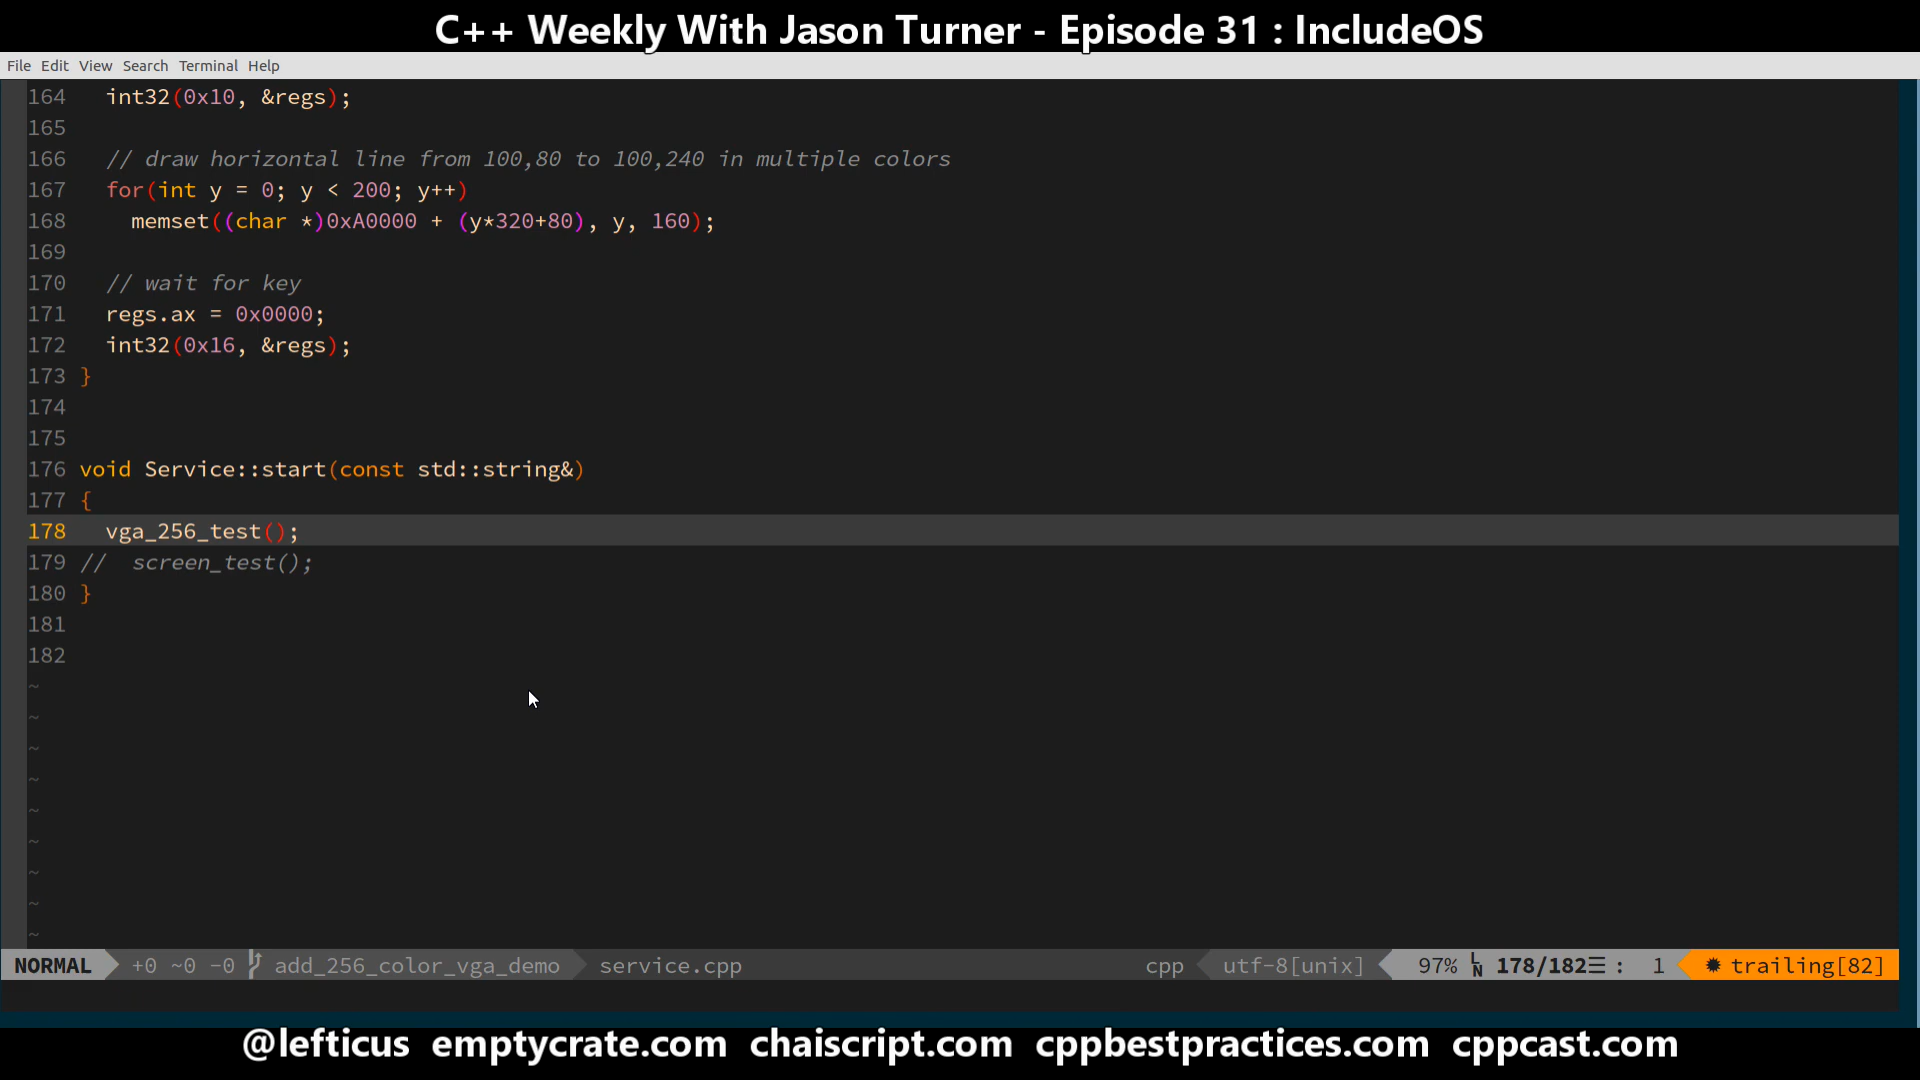 C++ Weekly With Jason Turner - Episode 31 : IncludeOS
File Edit View Search Terminal Help
164   int32(0x10, &regs);
165
166   // draw horizontal line from 100,80 to 100,240 in multiple colors
167   for(int y = 0; y < 200; y++)
168     memset((char *)0xA0000 + (y*320+80), y, 160);
169
170   // wait for key
171   regs.ax = 0x0000;
172   int32(0x16, &regs);
173 }
174
175
176 void Service::start(const std::string&)
177 {
178   vga_256_test();
179 //  screen_test();
180 }
181
182
~
~
~
~
~
~
~
~
~
NORMAL +0 ~0 -0 add_256_color_vga_demo service.cpp cpp utf-8[unix] 97% LN 178/182☰ : 1 ✹ trailing[82]
@lefticus emptycrate.com chaiscript.com cppbestpractices.com cppcast.com